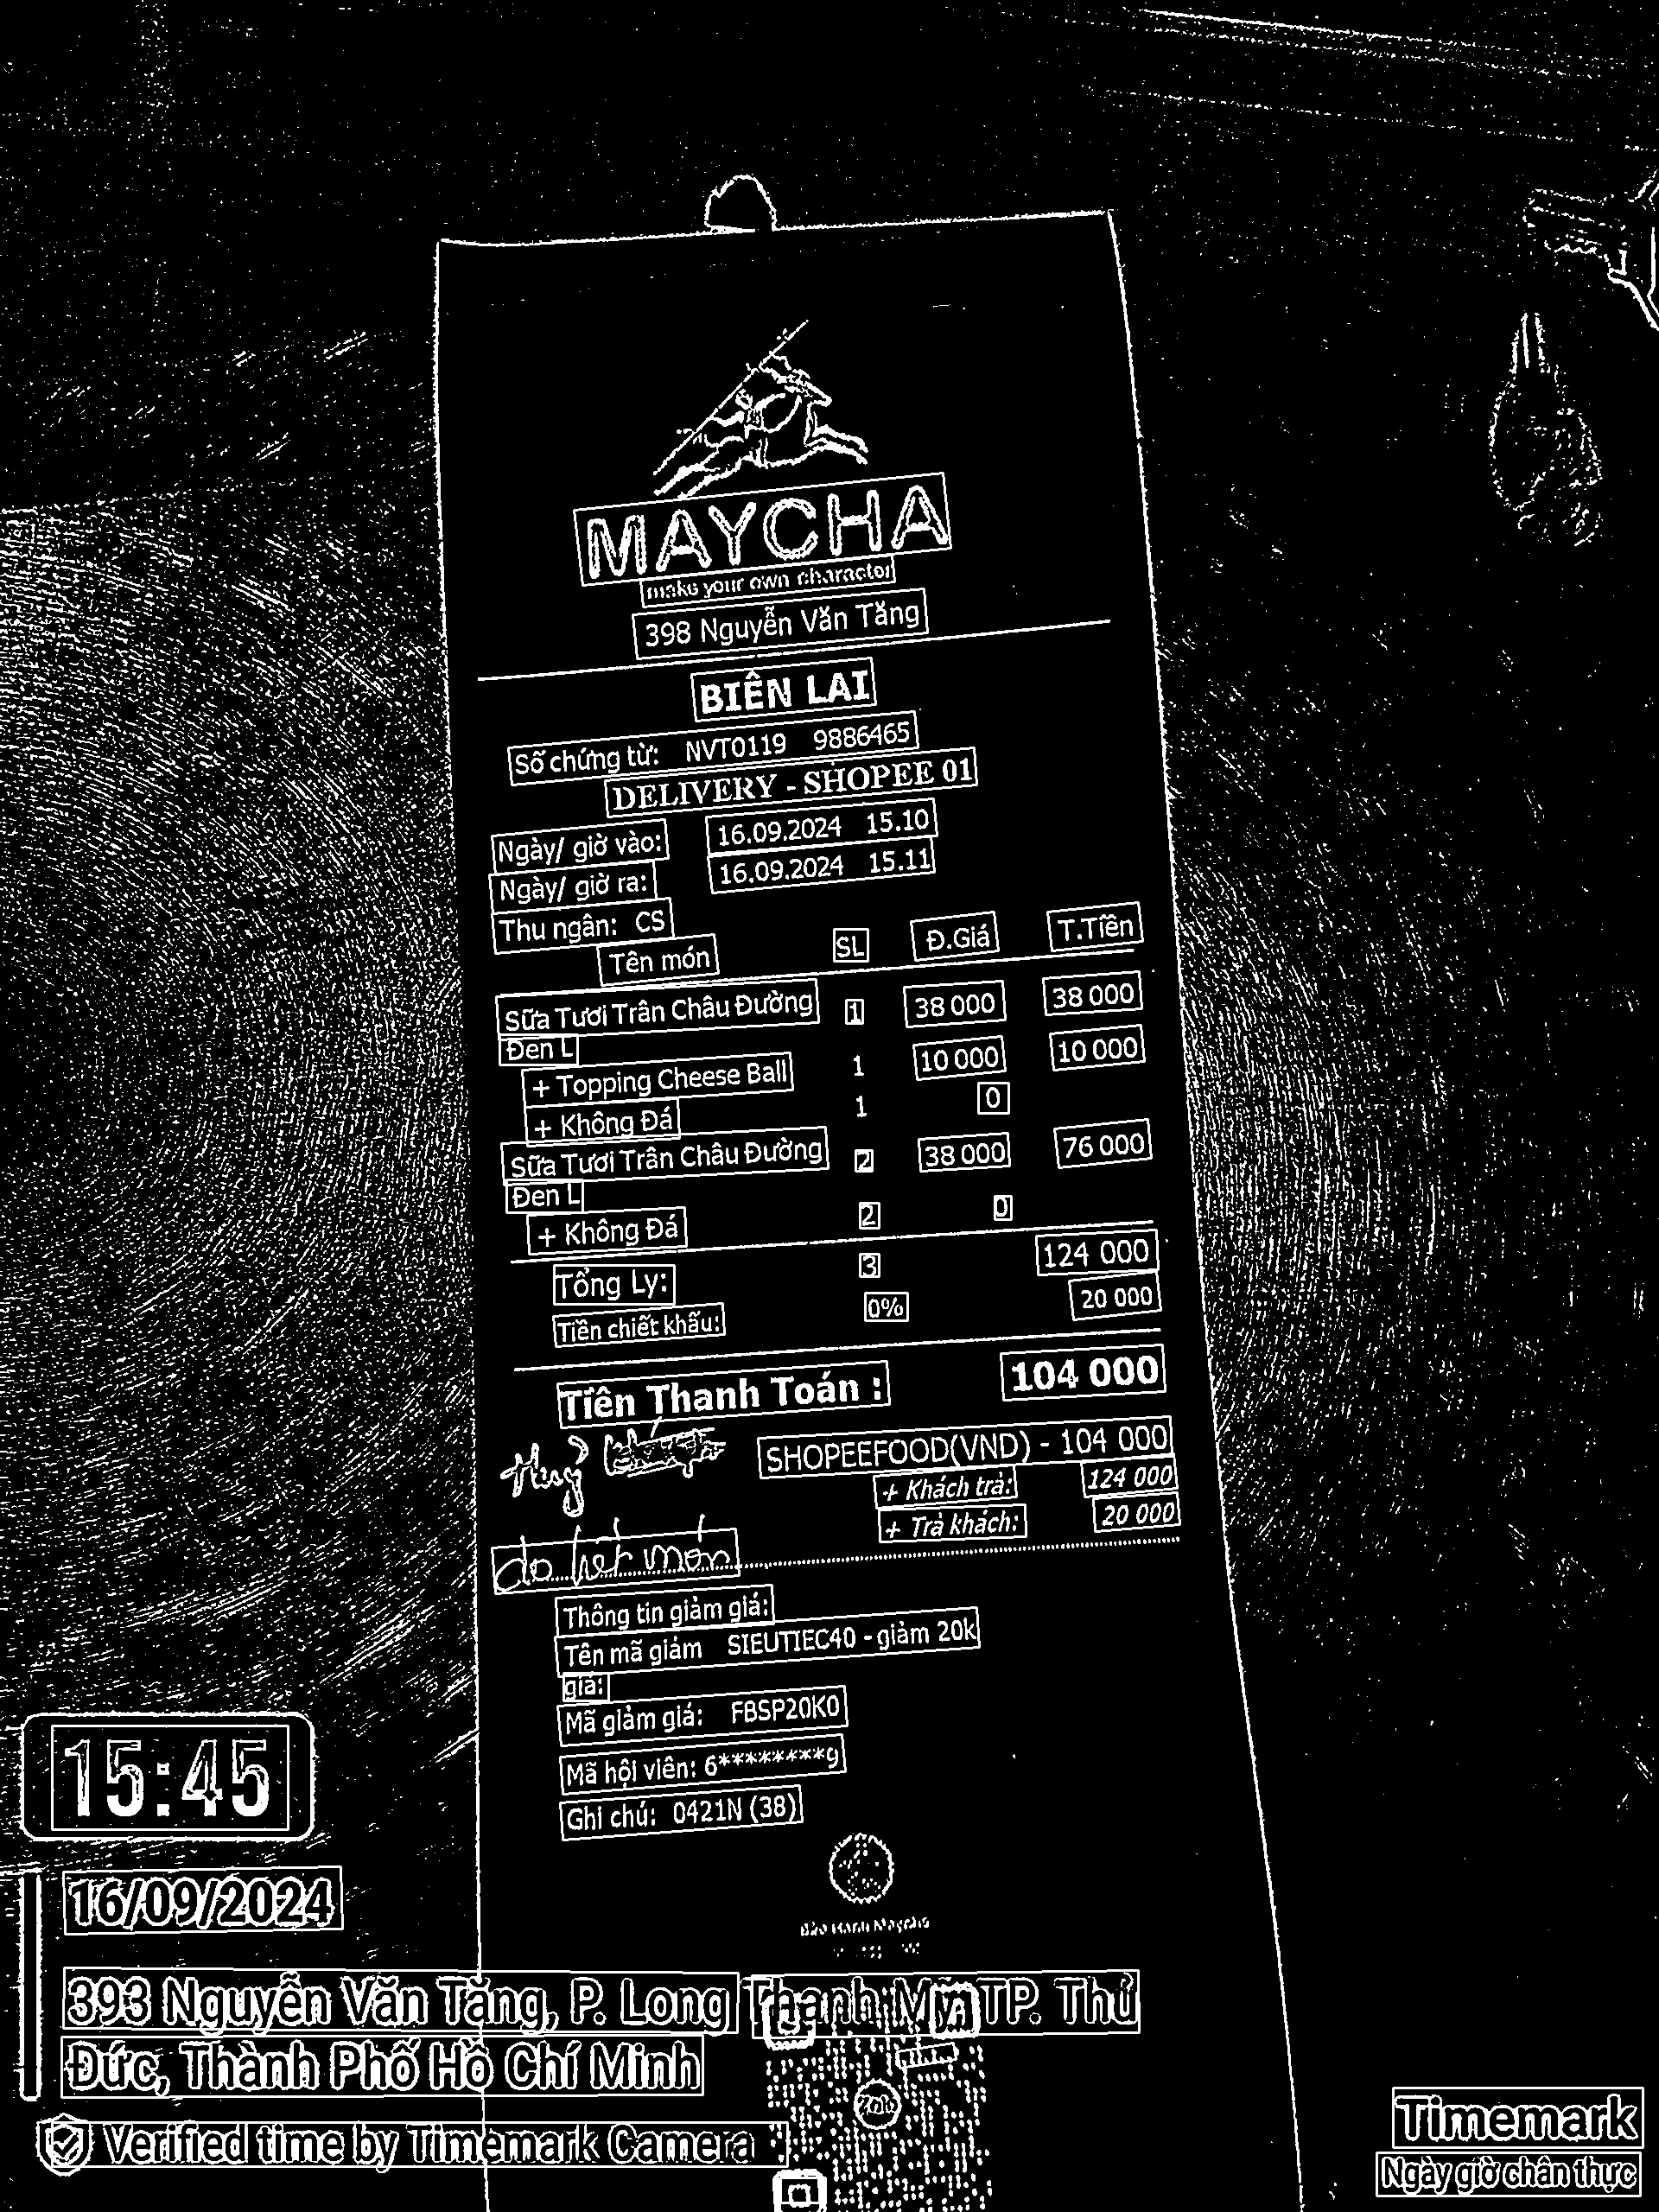 MAYCHA
make your own character
398 Nguyễn Văn Tăng
BIÊN LAI
Số chứng từ: NVT0119 9886465
DELIVERY - SHOPEE 01
Ngày/ giờ vào: 16.09.2024 15.10
Ngày/ giờ ra: 16.09.2024 15.11
Thu ngân: CS
Tên món SL Đ.Giá T.Tiền
Sữa Tươi Trân Châu Đường 1 38 000 38 000
Đen L
+ Topping Cheese Ball 1 10 000 10 000
+ Không Đá 1 0
Sữa Tươi Trân Châu Đường 2 38 000 76 000
Đen L
+ Không Đá 2 0
Tổng Ly: 3 124 000
Tiền chiết khấu: 0% 20 000
Tiền Thanh Toán : 104 000
SHOPEEFOOD(VND) - 104 000
Huỷ
+ Khách trả: 124 000
+ Trả khách: 20 000
do hết món
Thông tin giảm giá:
Tên mã giảm SIEUTIEC40 - giảm 20k
giá:
Mã giảm giá: FBSP20K0
Mã hội viên: 6********g
Ghi chú: 0421N (38)
15:45
16/09/2024
393 Nguyễn Văn Tăng, P. Long Thạnh Mỹ, TP. Thủ
Đức, Thành Phố Hồ Chí Minh
Zalo
Verified time by Timemark Camera
Timemark
Ngày giờ chân thực